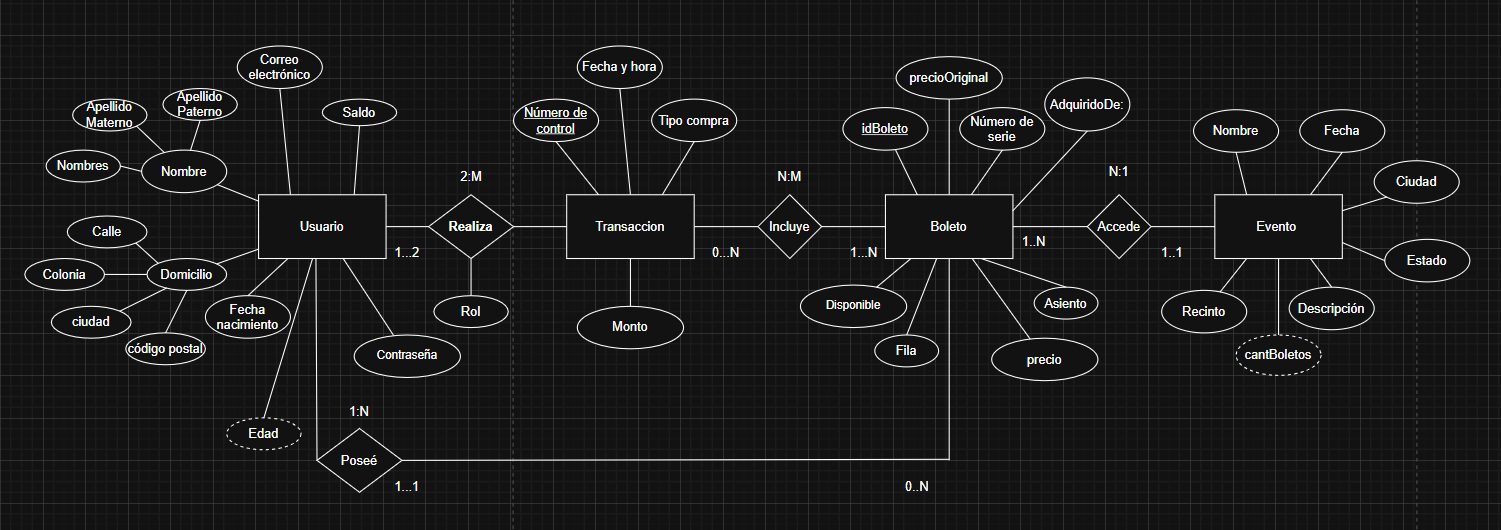 Correo
electrónico
Apellido
Materno
Apellido
Paterno
Saldo
Nombres
Nombre
Calle
Colonia
Domicilio
ciudad
código postal
Fecha
nacimiento
Edad
Contraseña
Usuario
1...2
2:M
Realiza
Rol
Fecha y hora
Número de
control
Tipo compra
Transaccion
0...N
Monto
N:M
Incluye
1...N
precioOriginal
idBoleto
Número de
serie
AdquiridoDe:
Boleto
1..N
Disponible
Fila
precio
Asiento
N:1
Accede
1..1
Nombre
Fecha
Ciudad
Evento
Estado
Recinto
cantBoletos
Descripción
1:N
Poseé
1...1
0..N